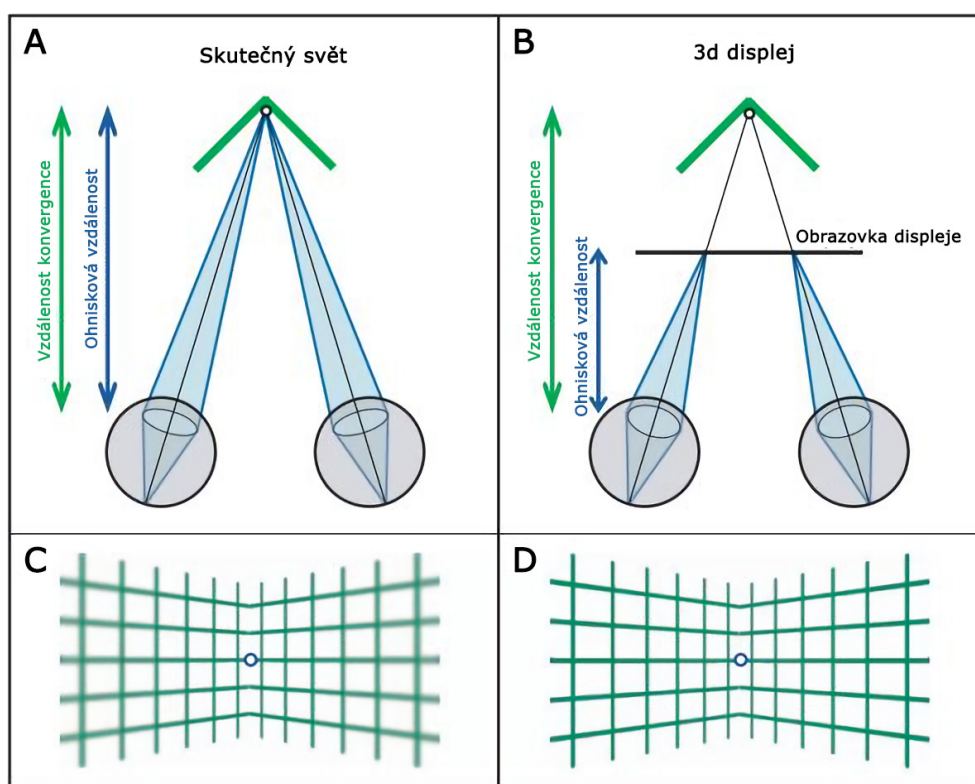 A
Skutečný svět
Vzdálenost konvergence
Ohnisková vzdálenost
B
3d displej
Obrazovka displeje
Vzdálenost konvergence
Ohnisková vzdálenost
C
D